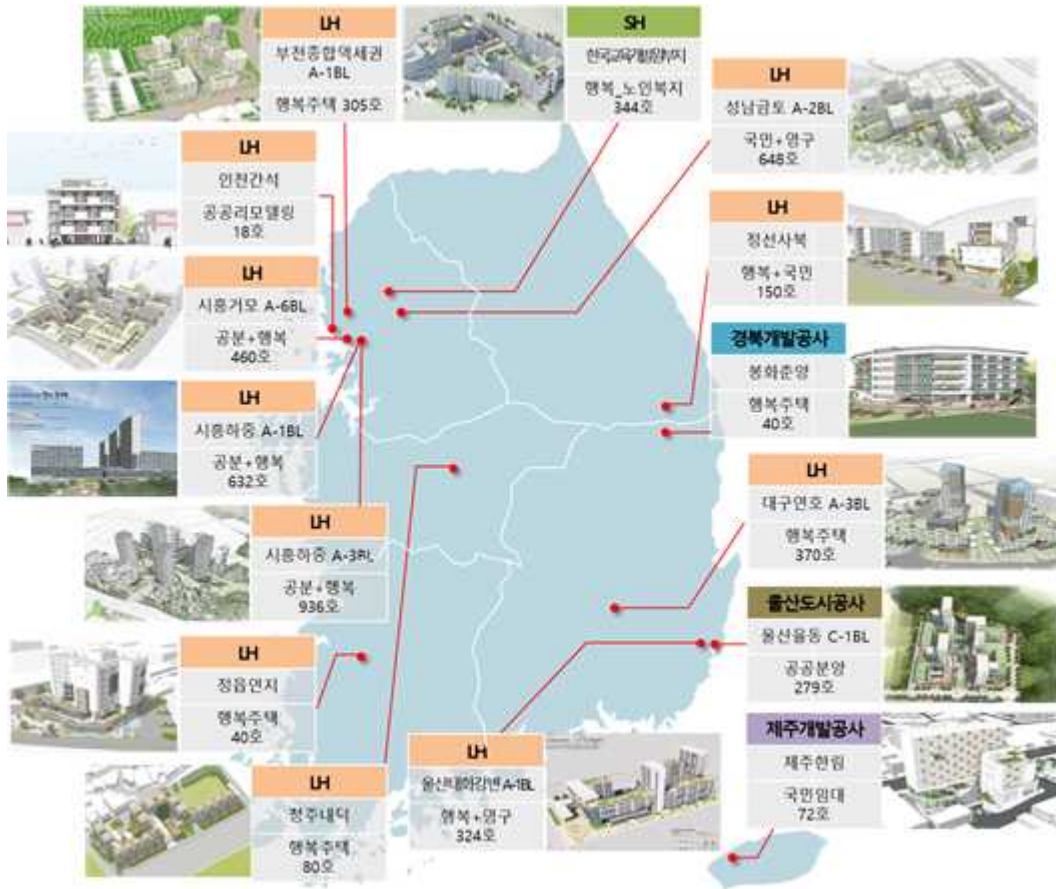 LH
부천종합역세권
A-1BL
행복주택 305호
SH
한국교육개발원부지
행복_노인복지
344호
LH
성남금토 A-2BL
국민+영구
648호
LH
인천간석
공공리모델링
18호
LH
정선사북
행복+국민
150호
LH
시흥거모 A-6BL
공분+행복
460호
경북개발공사
봉화춘양
행복주택
40호
LH
시흥하중 A-1BL
공분+행복
632호
LH
대구연호 A-3BL
행복주택
370호
LH
시흥하중 A-3BL
공분+행복
936호
울산도시공사
울산율동 C-1BL
공공분양
279호
LH
정읍연지
행복주택
40호
LH
울산태화강변 A-1BL
행복+영구
324호
제주개발공사
제주한림
국민임대
72호
LH
청주내덕
행복주택
80호